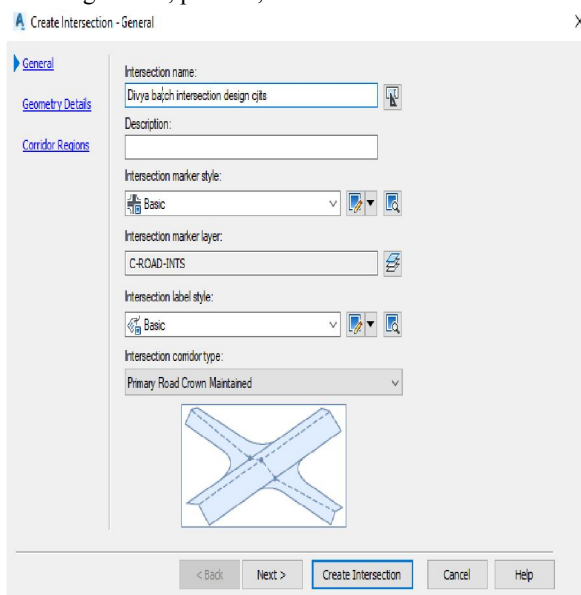 Create Intersection - General
General
Geometry Details
Corridor Regions
Intersection name:
Divya batch intersection design cjits
Description:
Intersection marker style:
Basic
Intersection marker layer:
C-ROAD-INTS
Intersection label style:
Basic
Intersection corridor type:
Primary Road Crown Maintained
< Back
Next >
Create Intersection
Cancel
Help